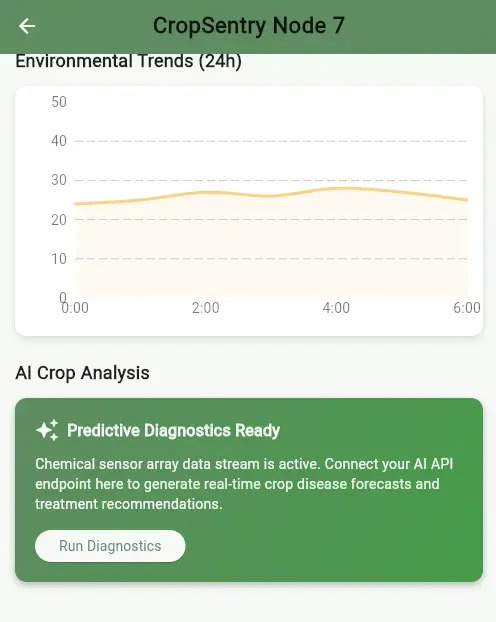 CropSentry Node 7
Environmental Trends (24h)
50
40
30
20
10
0
0:00 2:00 4:00 6:00
AI Crop Analysis
Predictive Diagnostics Ready
Chemical sensor array data stream is active. Connect your AI API
endpoint here to generate real-time crop disease forecasts and
treatment recommendations.
Run Diagnostics